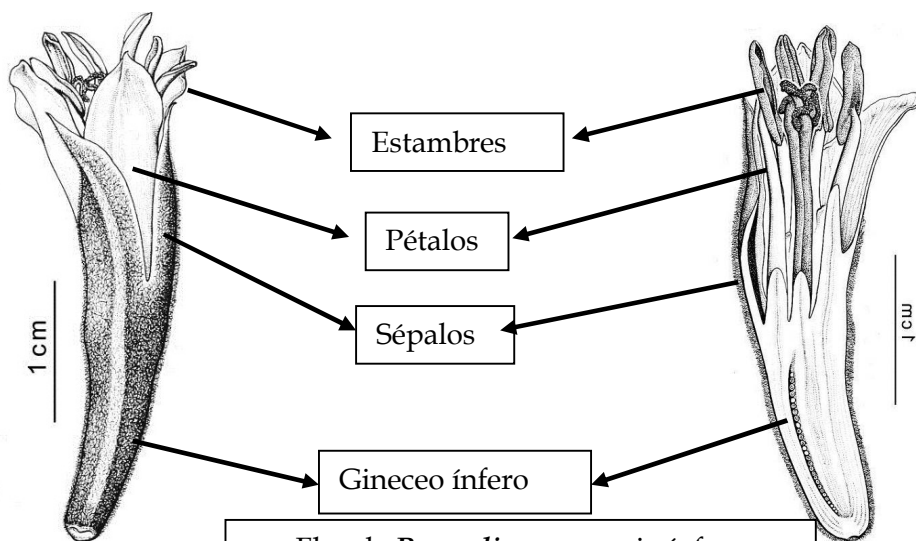 Estambres
Pétalos
Sépalos
1 cm
1 cm
Gineceo ínfero